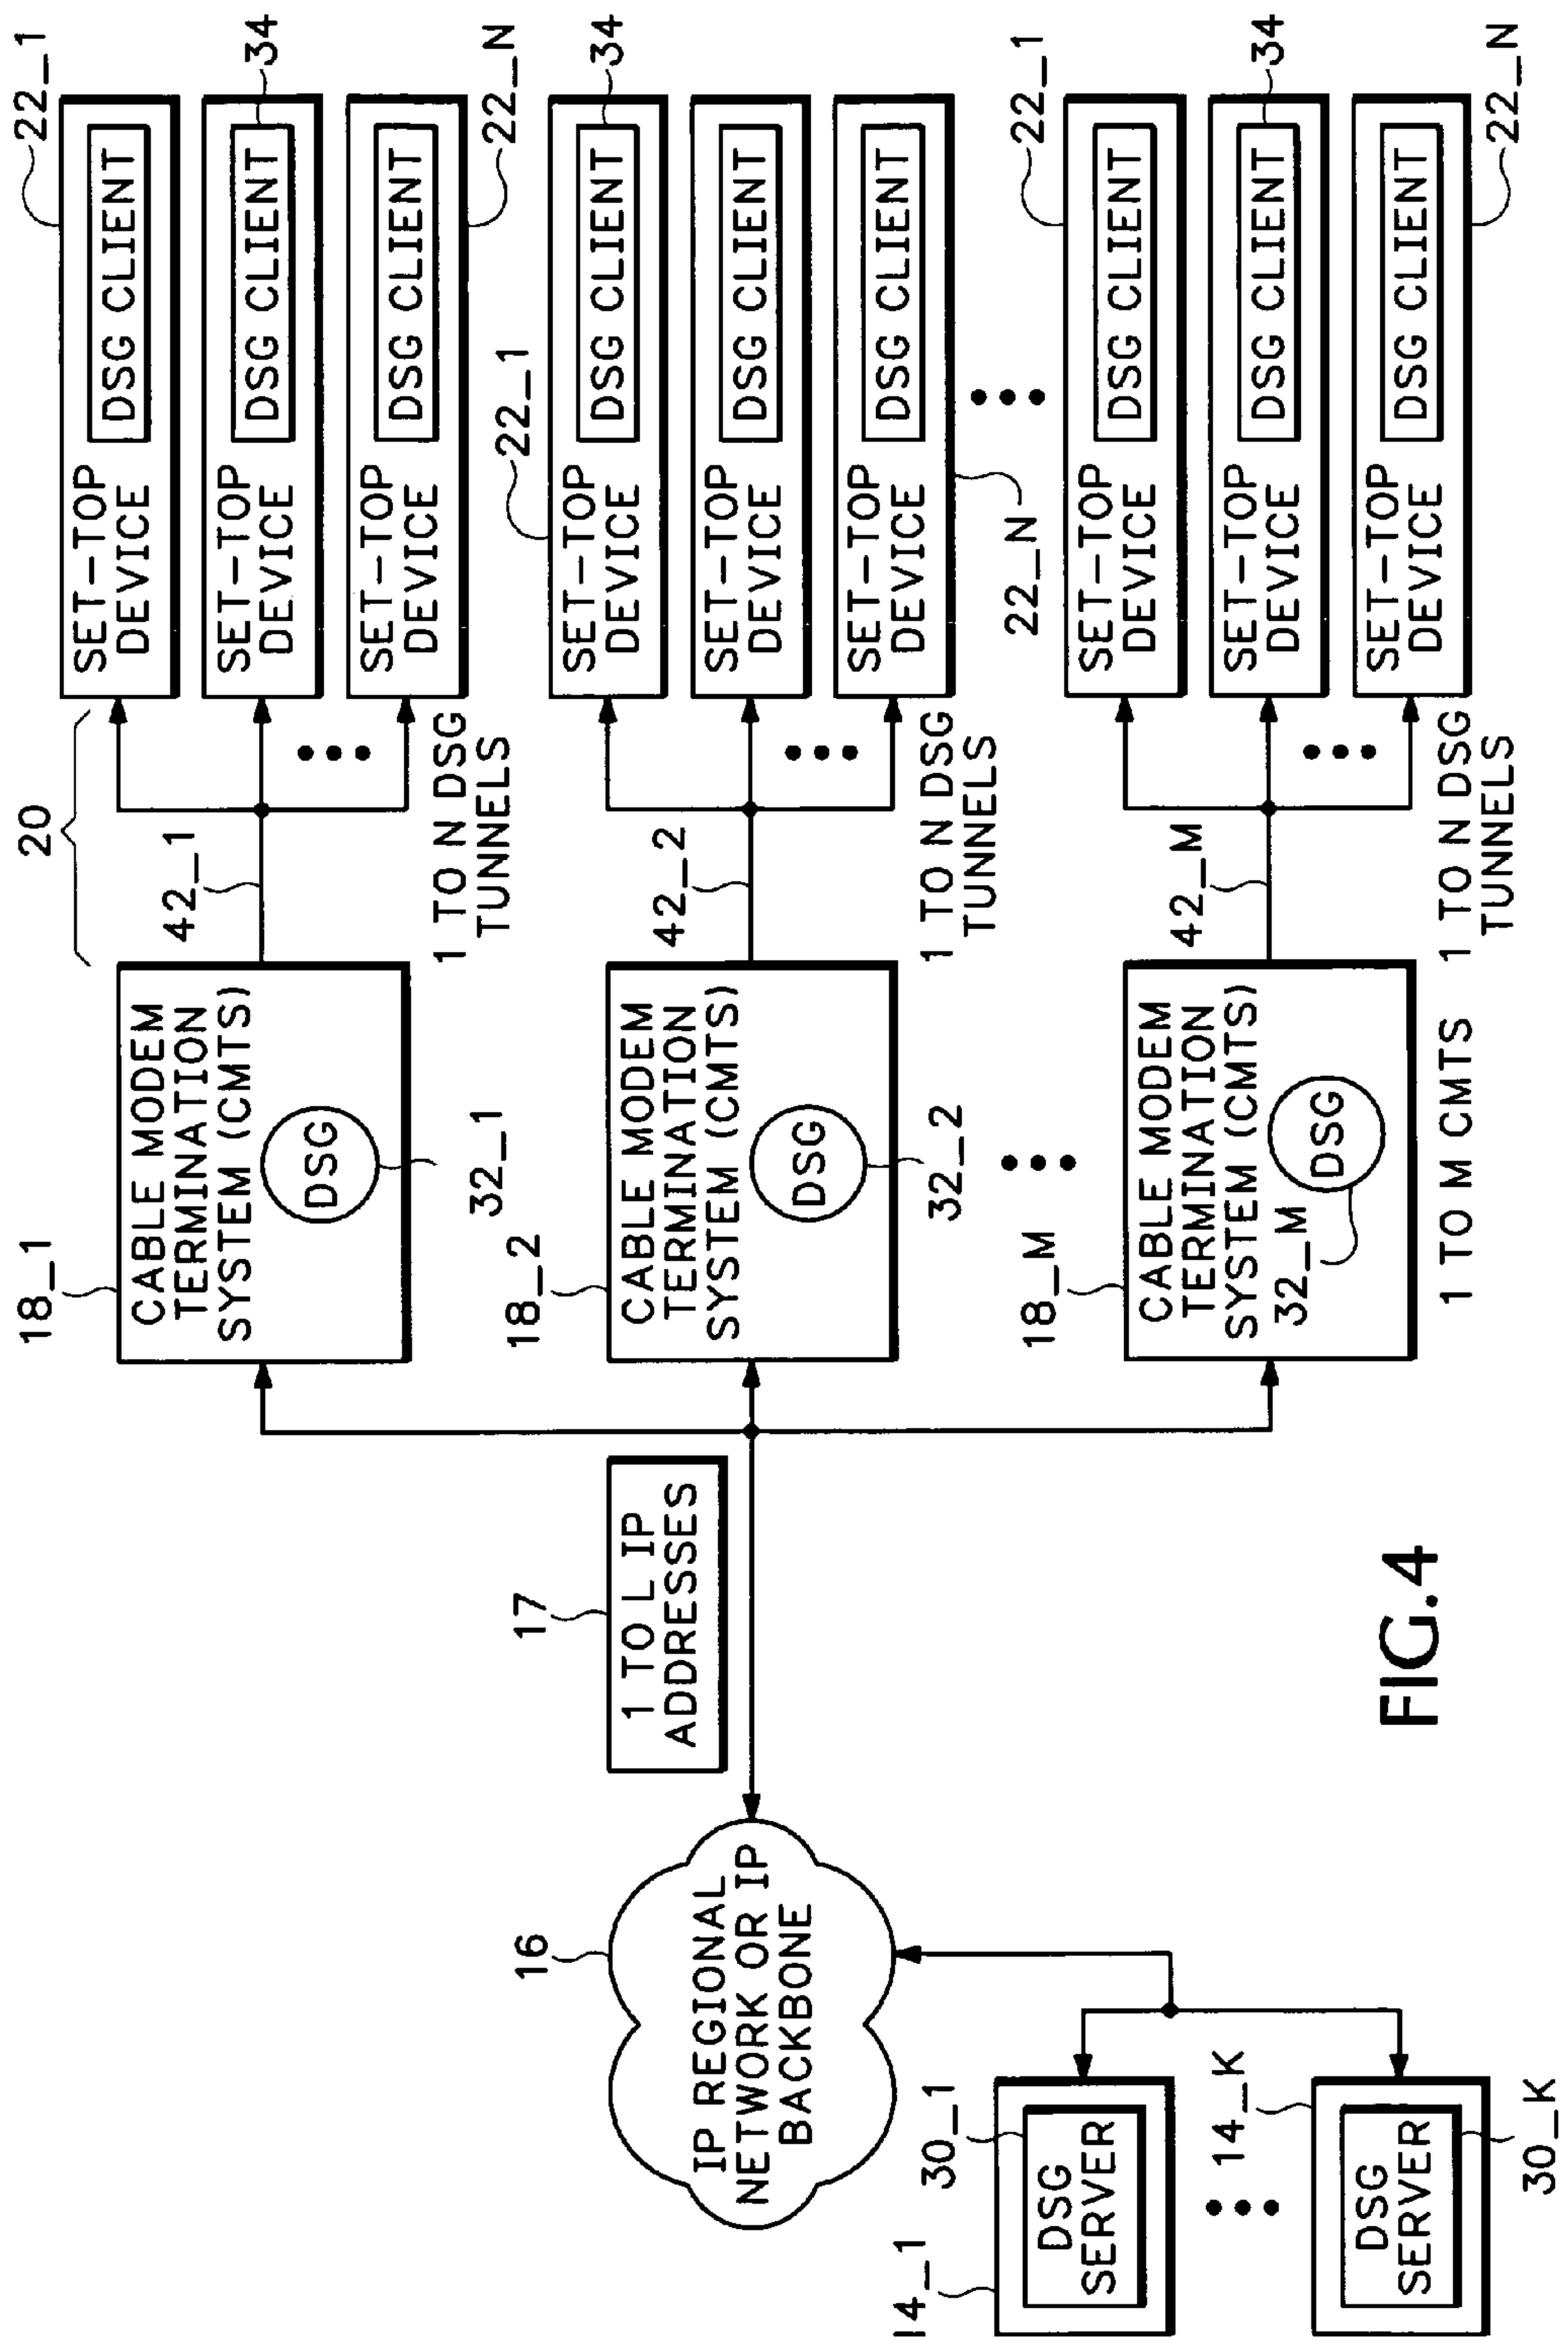 22_1
SET-TOP
DEVICE
DSG CLIENT
20
34
SET-TOP
DEVICE
DSG CLIENT
18_1
CABLE MODEM
TERMINATION
SYSTEM (CMTS)
DSG
32_1
42_1
SET-TOP
DEVICE
DSG CLIENT
22_N
1 TO N DSG
TUNNELS
22_1
SET-TOP
DEVICE
DSG CLIENT
34
18_2
CABLE MODEM
TERMINATION
SYSTEM (CMTS)
DSG
32_2
42_2
SET-TOP
DEVICE
DSG CLIENT
SET-TOP
DEVICE
DSG CLIENT
22_N
1 TO N DSG
TUNNELS
17
1 TO L IP
ADDRESSES
16
IP REGIONAL
NETWORK OR IP
BACKBONE
22_1
SET-TOP
DEVICE
DSG CLIENT
34
18_M
CABLE MODEM
TERMINATION
SYSTEM (CMTS)
32_M
DSG
42_M
SET-TOP
DEVICE
DSG CLIENT
SET-TOP
DEVICE
DSG CLIENT
22_N
1 TO M CMTS
1 TO N DSG
TUNNELS
14_1
30_1
DSG
SERVER
14_K
DSG
SERVER
30_K
FIG.4